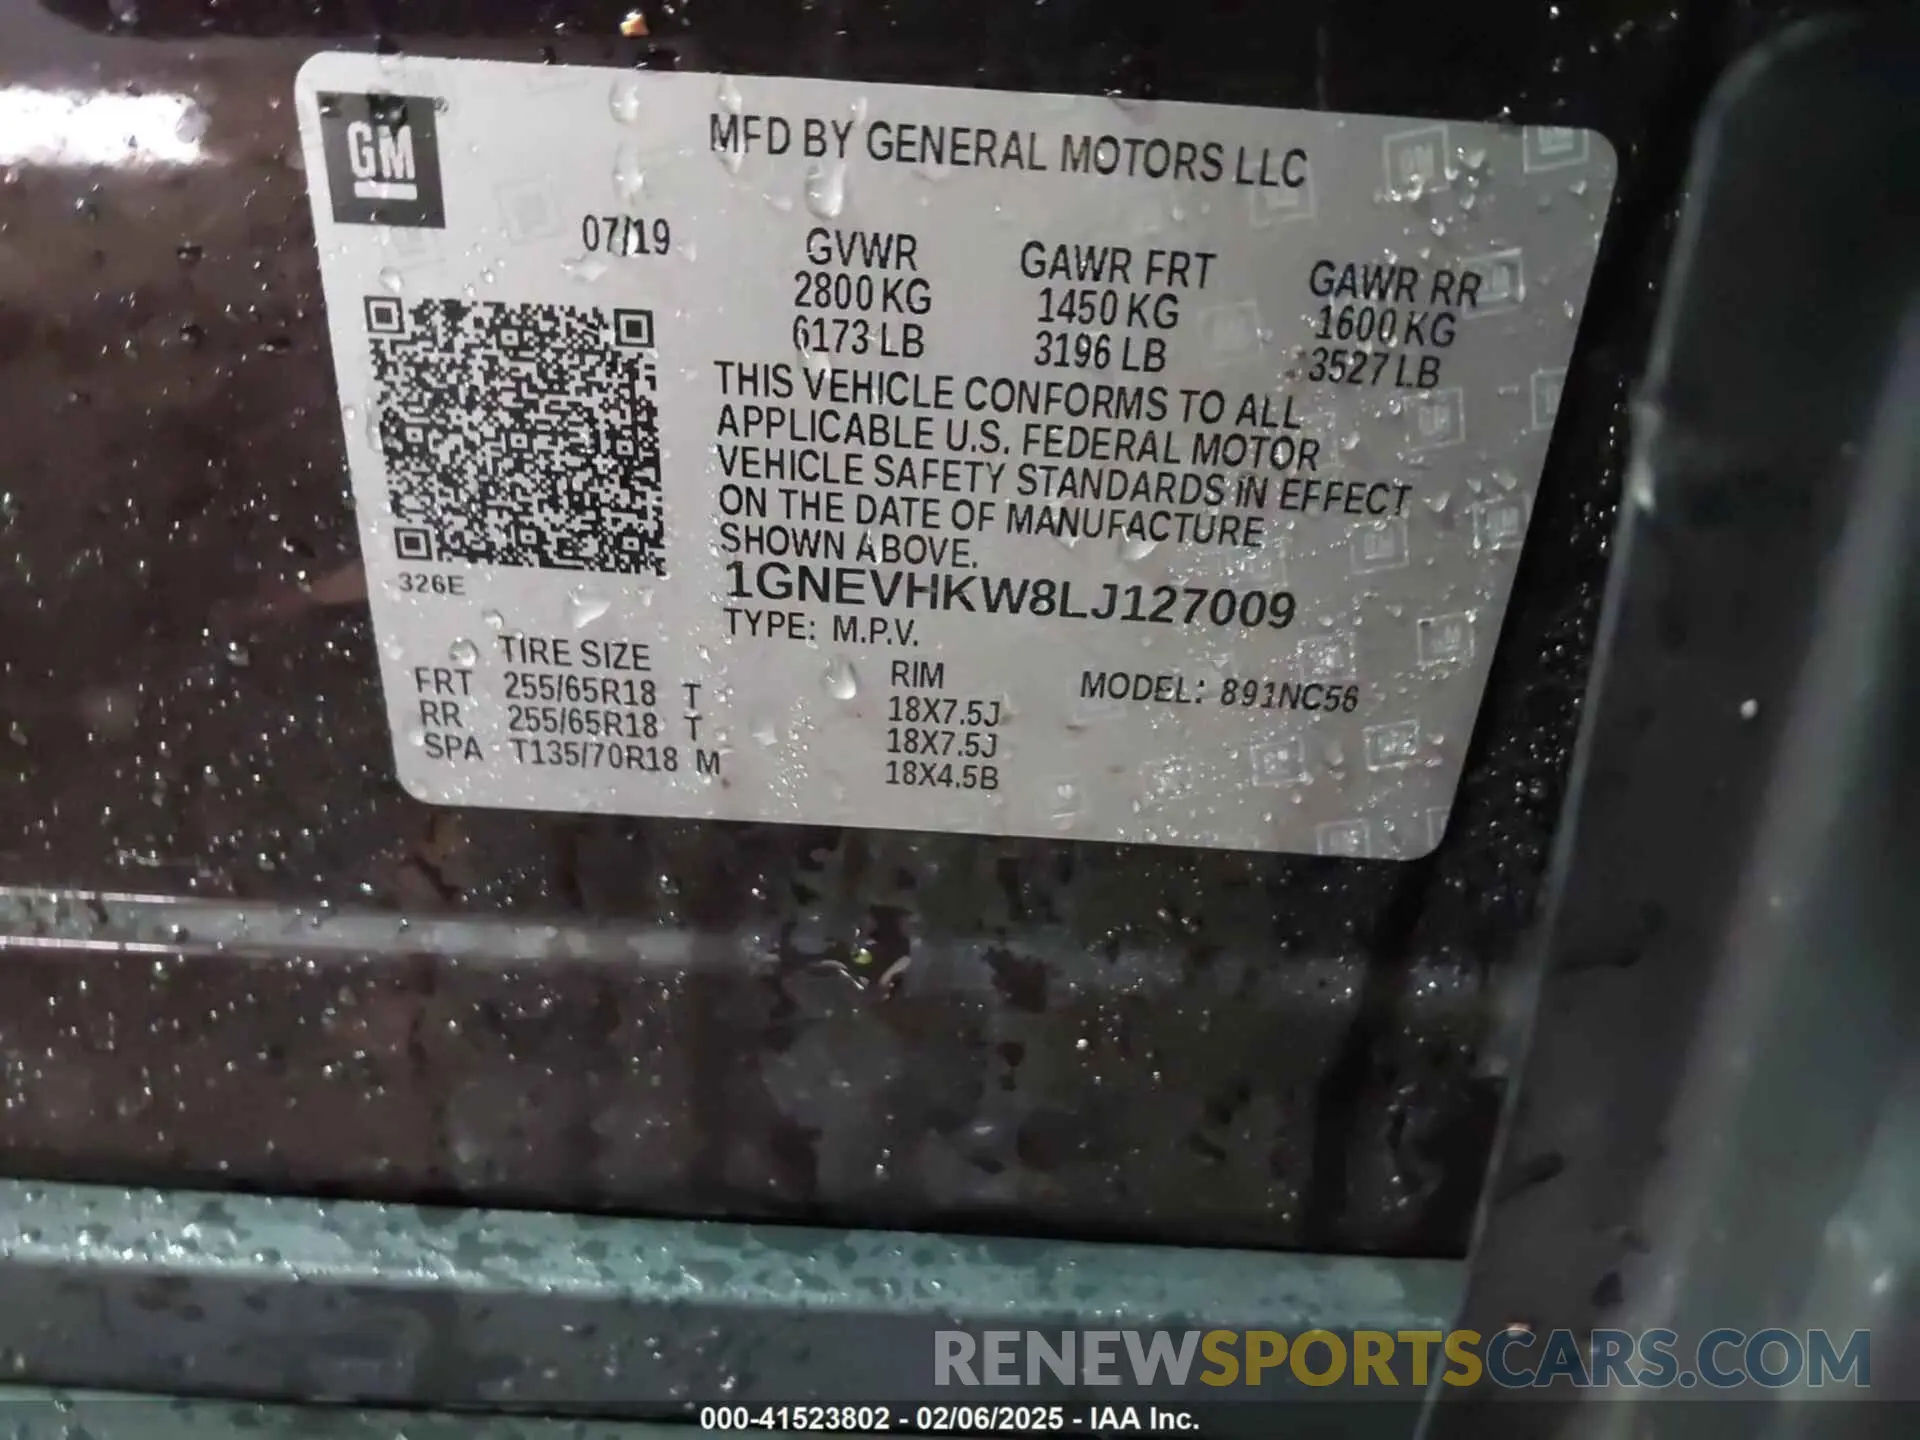 GM
MFD BY GENERAL MOTORS LLC
07/19
GVWR GAWR FRT GAWR RR
2800 KG 1450 KG 1600 KG
6173 LB 3196 LB 3527 LB
THIS VEHICLE CONFORMS TO ALL
APPLICABLE U.S. FEDERAL MOTOR
VEHICLE SAFETY STANDARDS IN EFFECT
ON THE DATE OF MANUFACTURE
SHOWN ABOVE.
326E
1GNEVHKW8LJ127009
TYPE: M.P.V.
TIRE SIZE RIM MODEL: 891NC56
FRT 255/65R18 T 18X7.5J
RR 255/65R18 T 18X7.5J
SPA T135/70R18 M 18X4.5B
RENEWSPORTSCARS.COM
000-41523802 - 02/06/2025 - IAA Inc.